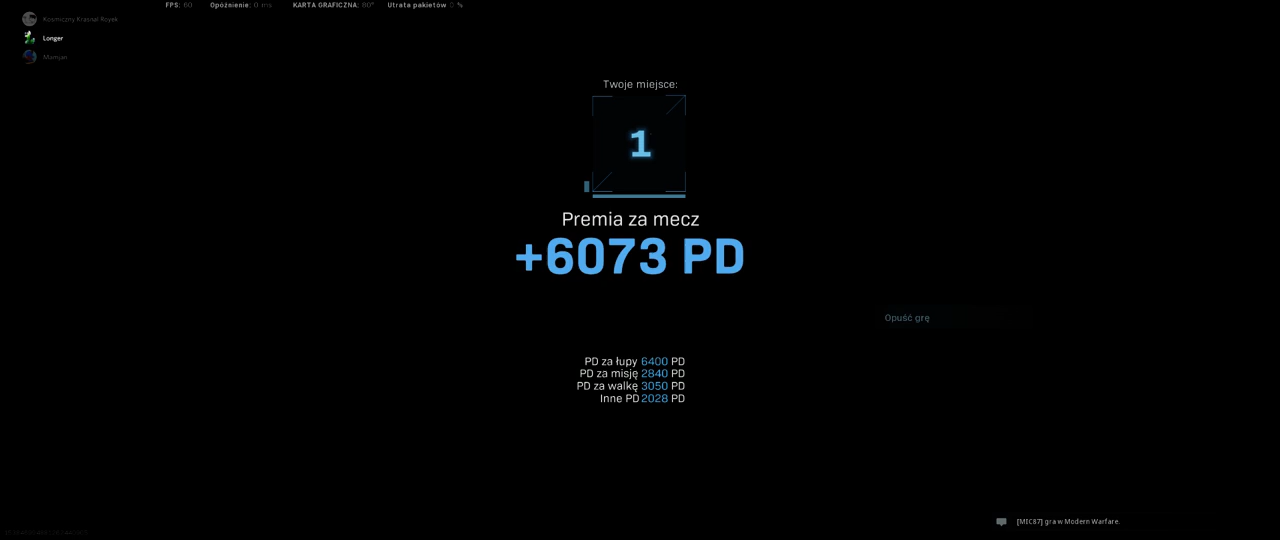 FPS: 60 Opóźnienie: 0 ms KARTA GRAFICZNA: 80° Utrata pakietów 0 %
Kosmiczny Krasnal Royek
Longer
Twoje miejsce:
1
Premia za mecz
+6073 PD
Opuść grę
PD za łupy 6400 PD
PD za misję 2840 PD
PD za walkę 3050 PD
Inne PD 2028 PD
[MIC87] gra w Modern Warfare.